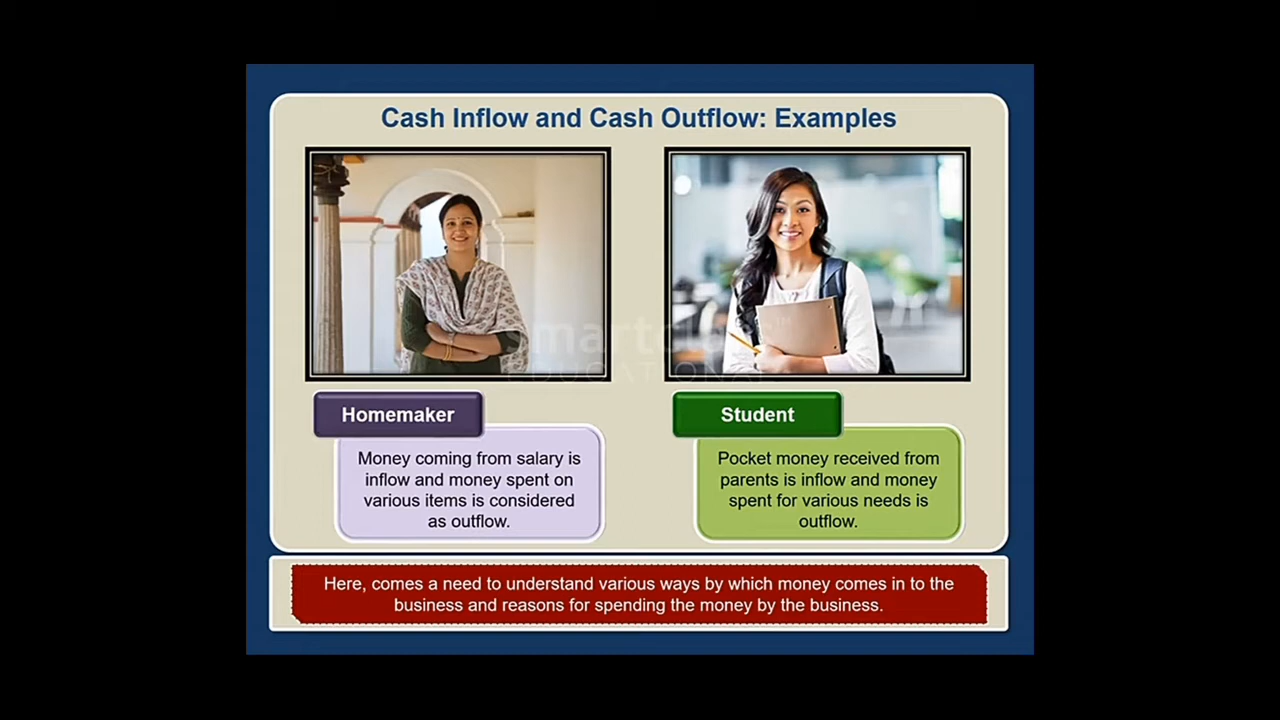 Cash Inflow and Cash Outflow: Examples
smartclass
EDUCATIONAL
Homemaker
Money coming from salary is
inflow and money spent on
various items is considered
as outflow.
Student
Pocket money received from
parents is inflow and money
spent for various needs is
outflow.
Here, comes a need to understand various ways by which money comes in to the
business and reasons for spending the money by the business.